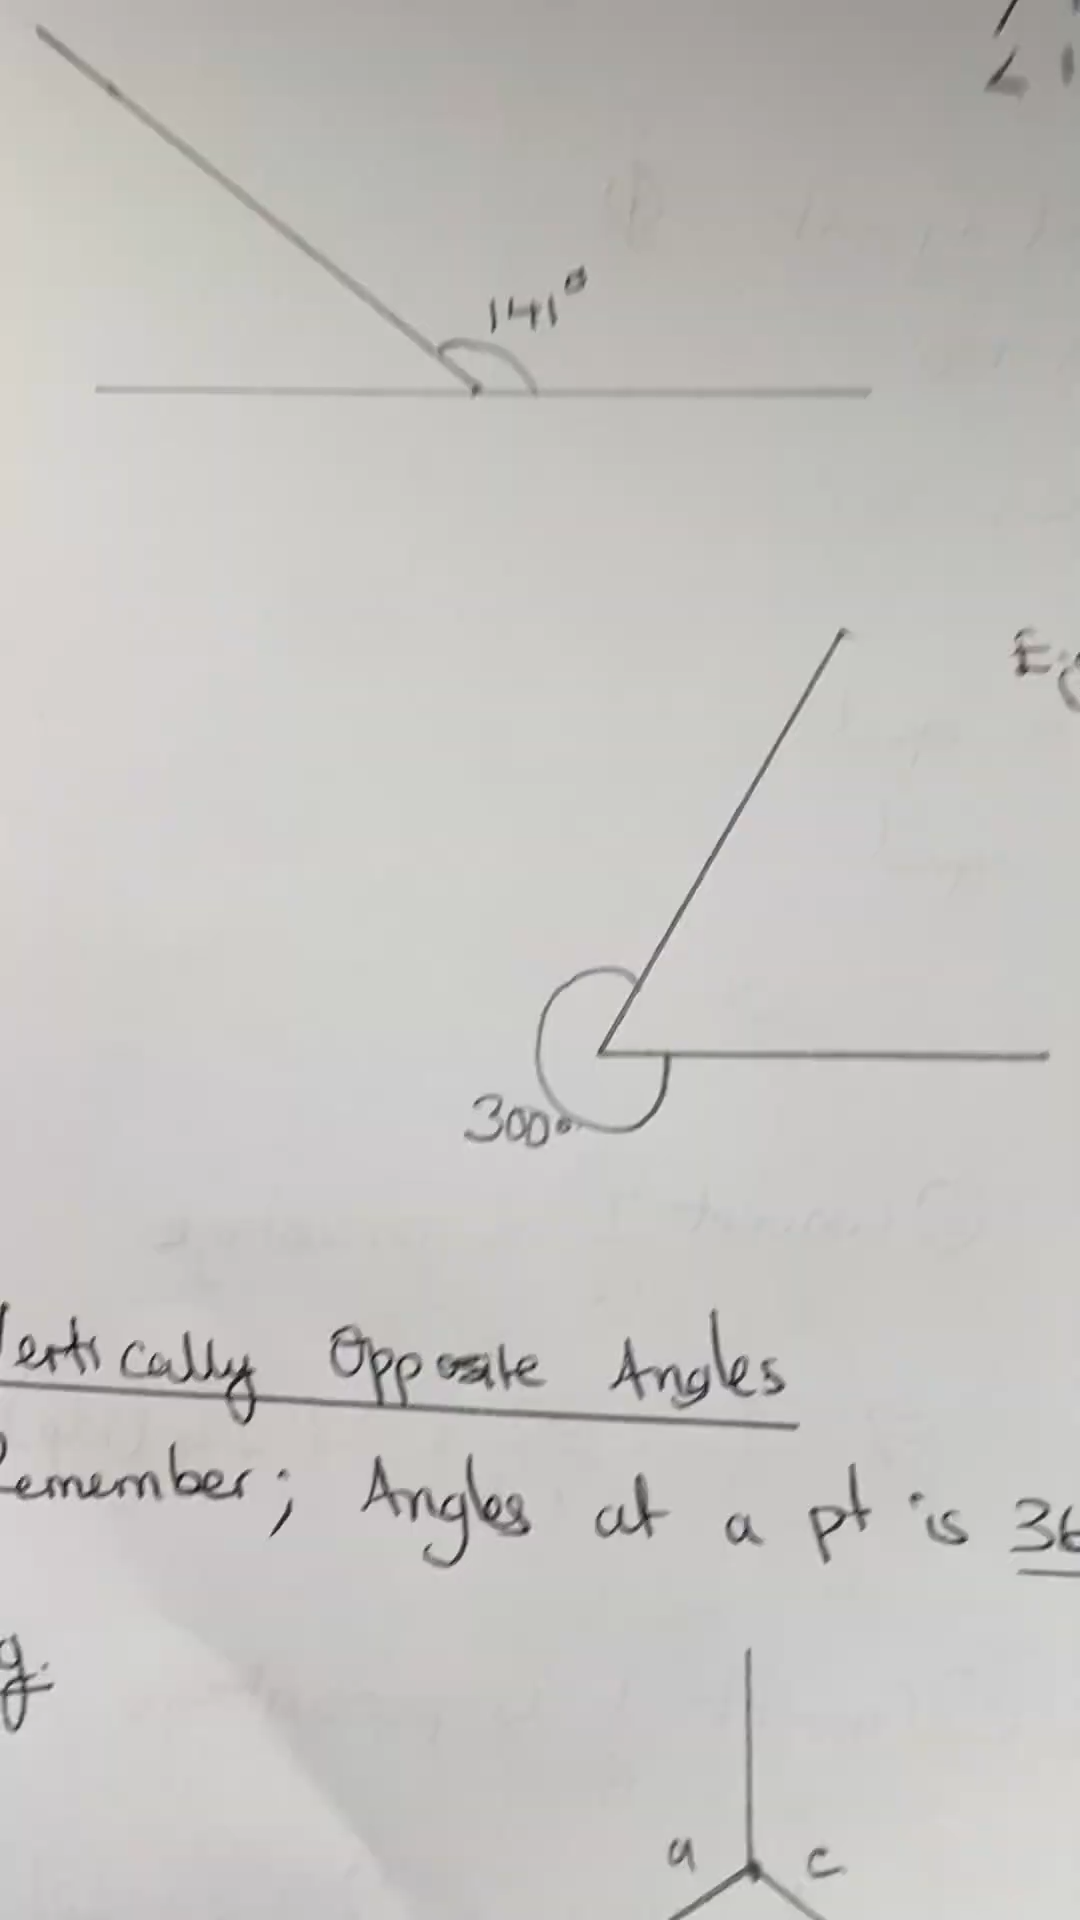 141°
300°
Vertically Opposite Angles
Remember; Angles at a pt is 36
g.
a c